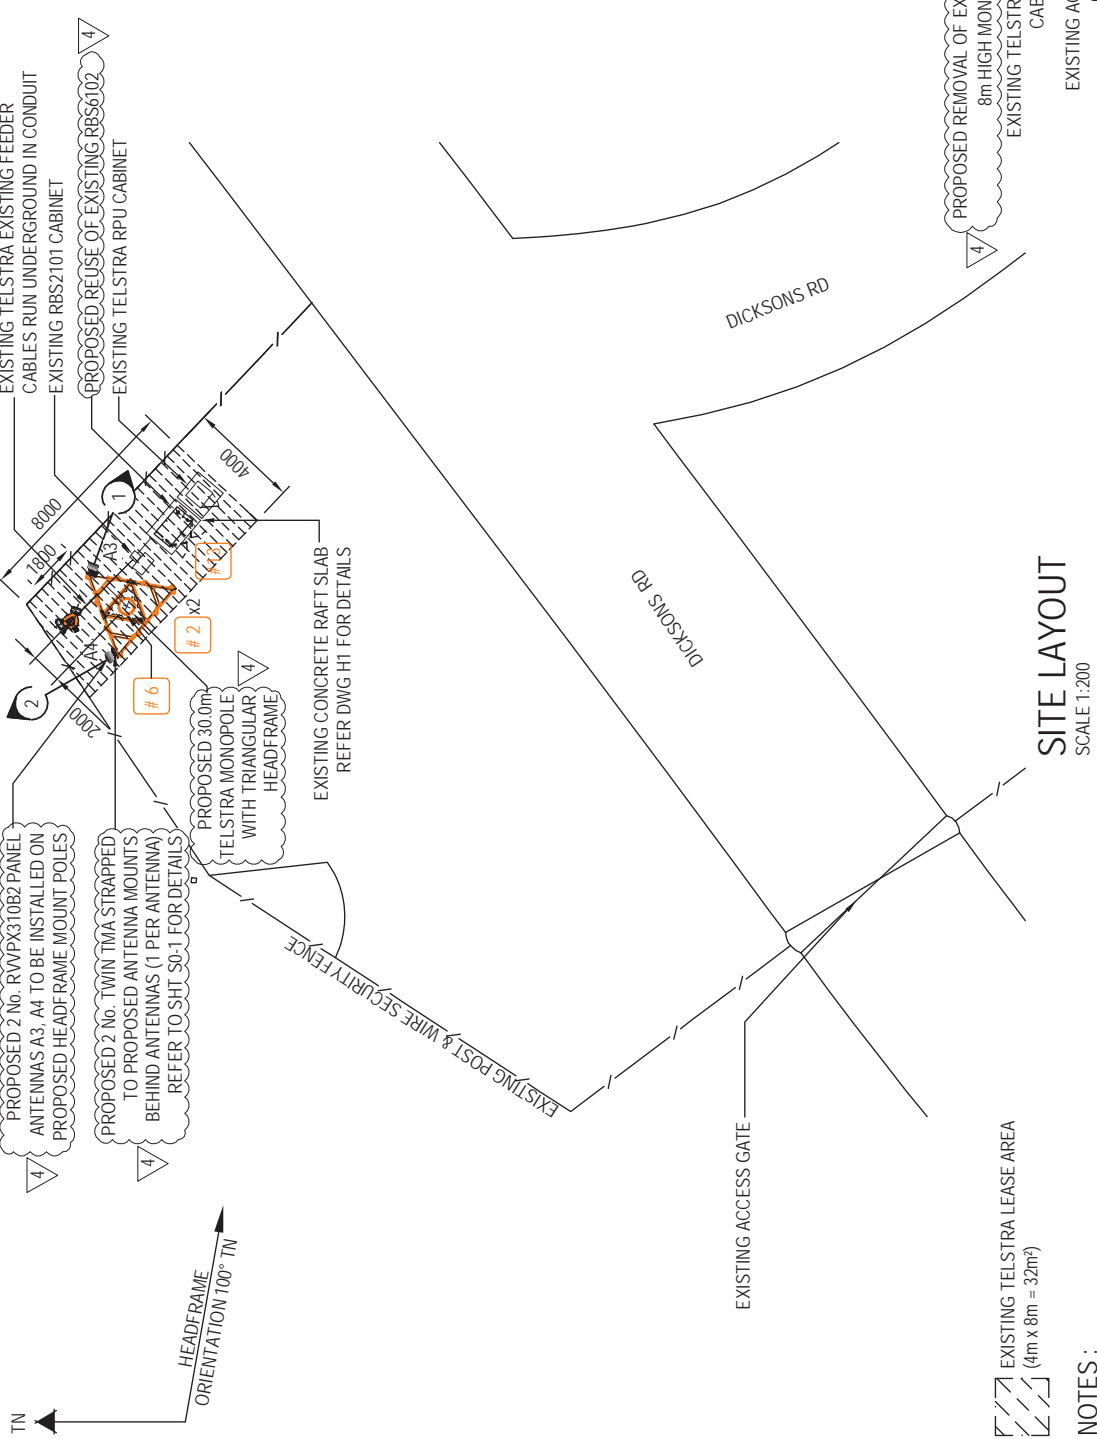 EXISTING TELSTRA EXISTING FEEDER
CABLES RUN UNDERGROUND IN CONDUIT
EXISTING RBS2101 CABINET
PROPOSED REUSE OF EXISTING RBS6102
4
EXISTING TELSTRA RPU CABINET
PROPOSED 2 No. RVVPX310B2 PANEL
ANTENNAS A3, A4 TO BE INSTALLED ON
PROPOSED HEADFRAME MOUNT POLES
4
PROPOSED 2 No. TWIN TMA STRAPPED
TO PROPOSED ANTENNA MOUNTS
BEHIND ANTENNAS (1 PER ANTENNA)
REFER TO SHT S0-1 FOR DETAILS
4
PROPOSED 30.0m
TELSTRA MONOPOLE
WITH TRIANGULAR
HEADFRAME
4
EXISTING CONCRETE RAFT SLAB
REFER DWG H1 FOR DETAILS
8000
1800
4000
2000
A3
A4
1
2
# 6
# 2
x2
# 13
EXISTING POST & WIRE SECURITY FENCE
DICKSONS RD
DICKSONS RD
EXISTING ACCESS GATE
TN
HEADFRAME
ORIENTATION 100° TN
PROPOSED REMOVAL OF EX
8m HIGH MON
4
EXISTING TELSTR
CAB
EXISTING AC
SITE LAYOUT
SCALE 1:200
EXISTING TELSTRA LEASE AREA
(4m x 8m = 32m²)
NOTES :